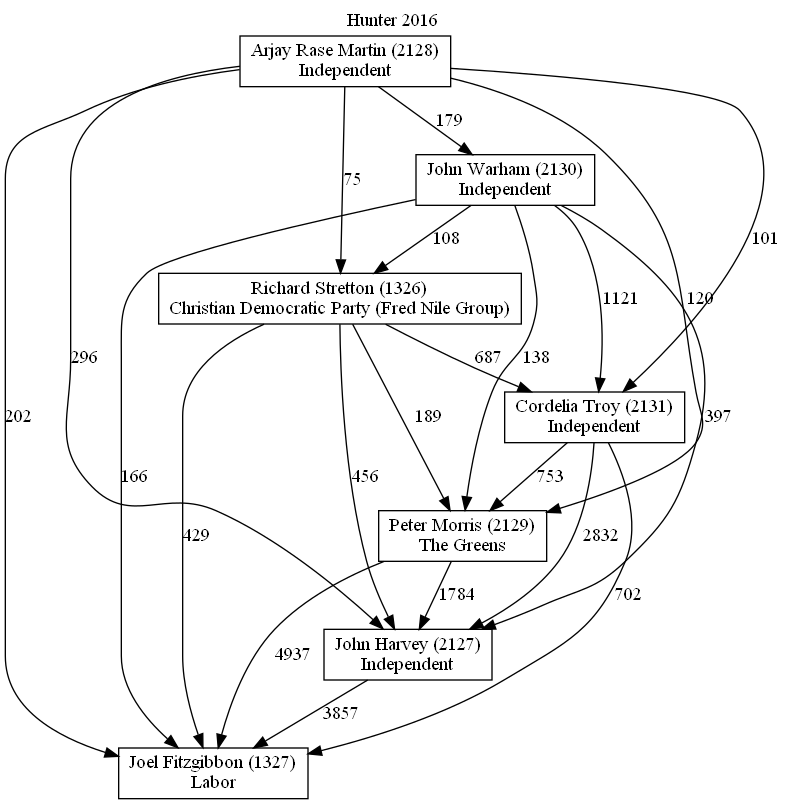 Hunter 2016
Arjay Rase Martin (2128)
Independent
179
John Warham (2130)
Independent
75
108
101
Richard Stretton (1326)
Christian Democratic Party (Fred Nile Group)
1121
120
296
687
138
Cordelia Troy (2131)
Independent
202
189
397
166
456
753
Peter Morris (2129)
The Greens
429
2832
1784
702
John Harvey (2127)
Independent
4937
3857
Joel Fitzgibbon (1327)
Labor